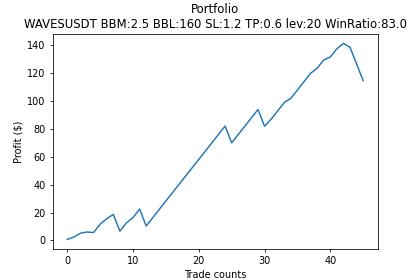 Portfolio
WAVESUSDT BBM:2.5 BBL:160 SL:1.2 TP:0.6 lev:20 WinRatio:83.0
140
120
100
80
60
40
20
0
Profit ($)
0 10 20 30 40
Trade counts